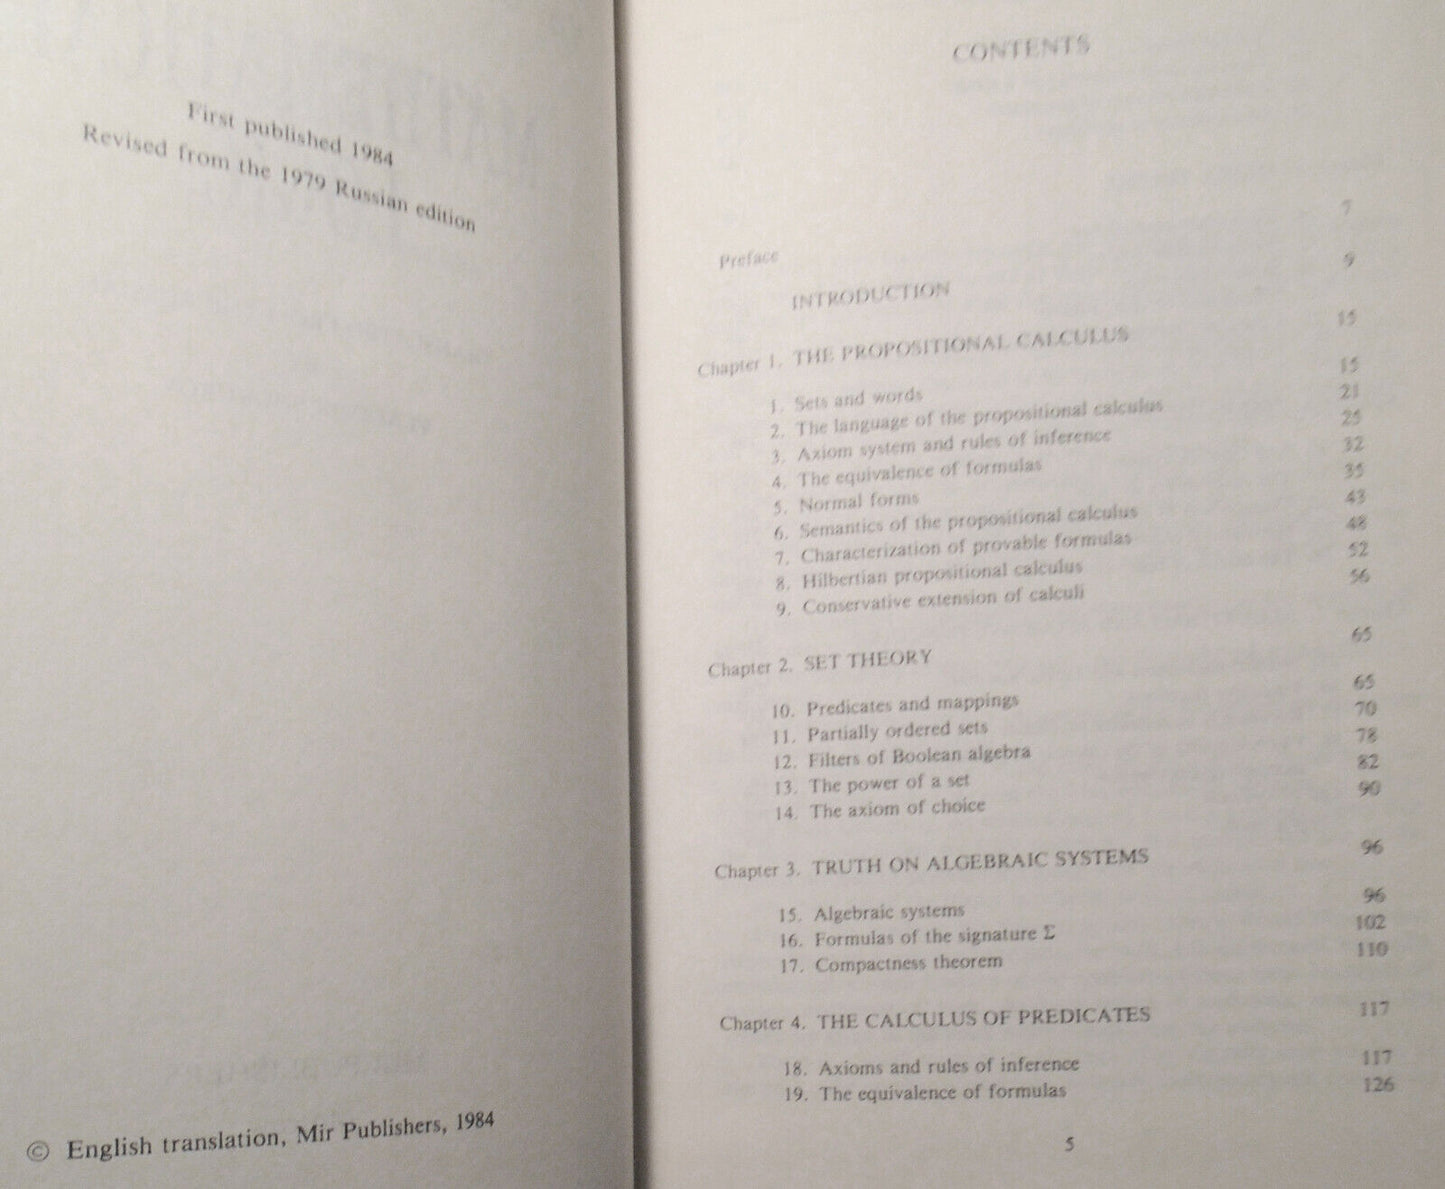 First published 1984
Revised from the 1979 Russian edition
© English translation, Mir Publishers, 1984
CONTENTS
Preface 7
INTRODUCTION 9
Chapter 1. THE PROPOSITIONAL CALCULUS 15
1. Sets and words 15
2. The language of the propositional calculus 21
3. Axiom system and rules of inference 25
4. The equivalence of formulas 32
5. Normal forms 35
6. Semantics of the propositional calculus 43
7. Characterization of provable formulas 48
8. Hilbertian propositional calculus 52
9. Conservative extension of calculi 56
Chapter 2. SET THEORY 65
10. Predicates and mappings 65
11. Partially ordered sets 70
12. Filters of Boolean algebra 78
13. The power of a set 82
14. The axiom of choice 90
Chapter 3. TRUTH ON ALGEBRAIC SYSTEMS 96
15. Algebraic systems 96
16. Formulas of the signature Σ 102
17. Compactness theorem 110
Chapter 4. THE CALCULUS OF PREDICATES 117
18. Axioms and rules of inference 117
19. The equivalence of formulas 126
5